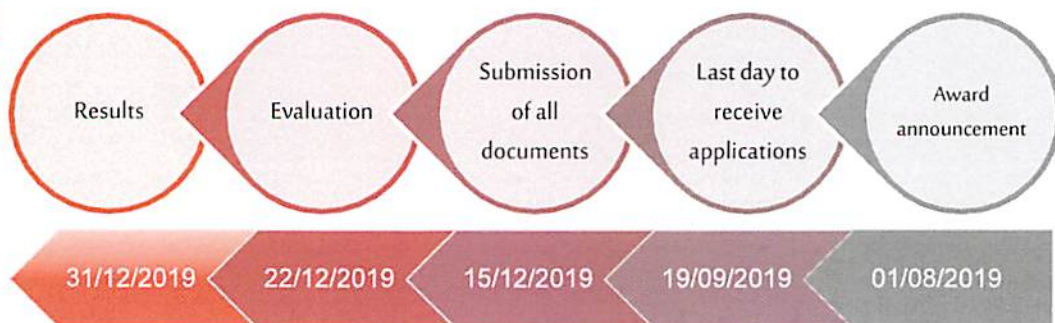 Results
Evaluation
Submission
of all
documents
Last day to
receive
applications
Award
announcement
31/12/2019
22/12/2019
15/12/2019
19/09/2019
01/08/2019